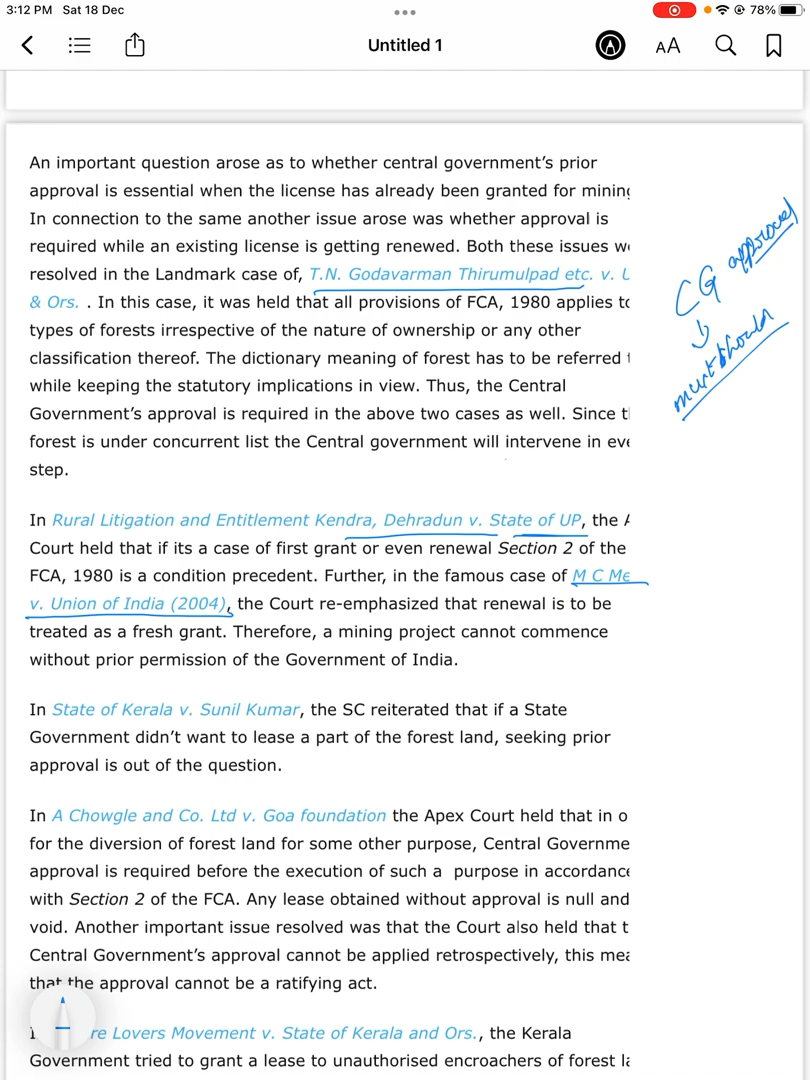 3:12 PM Sat 18 Dec
78%
Untitled 1
AA
An important question arose as to whether central government’s prior
approval is essential when the license has already been granted for mining
In connection to the same another issue arose was whether approval is
required while an existing license is getting renewed. Both these issues w
resolved in the Landmark case of, T.N. Godavarman Thirumulpad etc. v. U
& Ors. . In this case, it was held that all provisions of FCA, 1980 applies to
types of forests irrespective of the nature of ownership or any other
classification thereof. The dictionary meaning of forest has to be referred
while keeping the statutory implications in view. Thus, the Central
Government’s approval is required in the above two cases as well. Since t
forest is under concurrent list the Central government will intervene in eve
step.
CG approval
must should
In Rural Litigation and Entitlement Kendra, Dehradun v. State of UP, the A
Court held that if its a case of first grant or even renewal Section 2 of the
FCA, 1980 is a condition precedent. Further, in the famous case of M C Me
v. Union of India (2004), the Court re-emphasized that renewal is to be
treated as a fresh grant. Therefore, a mining project cannot commence
without prior permission of the Government of India.
In State of Kerala v. Sunil Kumar, the SC reiterated that if a State
Government didn’t want to lease a part of the forest land, seeking prior
approval is out of the question.
In A Chowgle and Co. Ltd v. Goa foundation the Apex Court held that in o
for the diversion of forest land for some other purpose, Central Governme
approval is required before the execution of such a purpose in accordance
with Section 2 of the FCA. Any lease obtained without approval is null and
void. Another important issue resolved was that the Court also held that t
Central Government’s approval cannot be applied retrospectively, this mea
that the approval cannot be a ratifying act.
I re Lovers Movement v. State of Kerala and Ors., the Kerala
Government tried to grant a lease to unauthorised encroachers of forest la